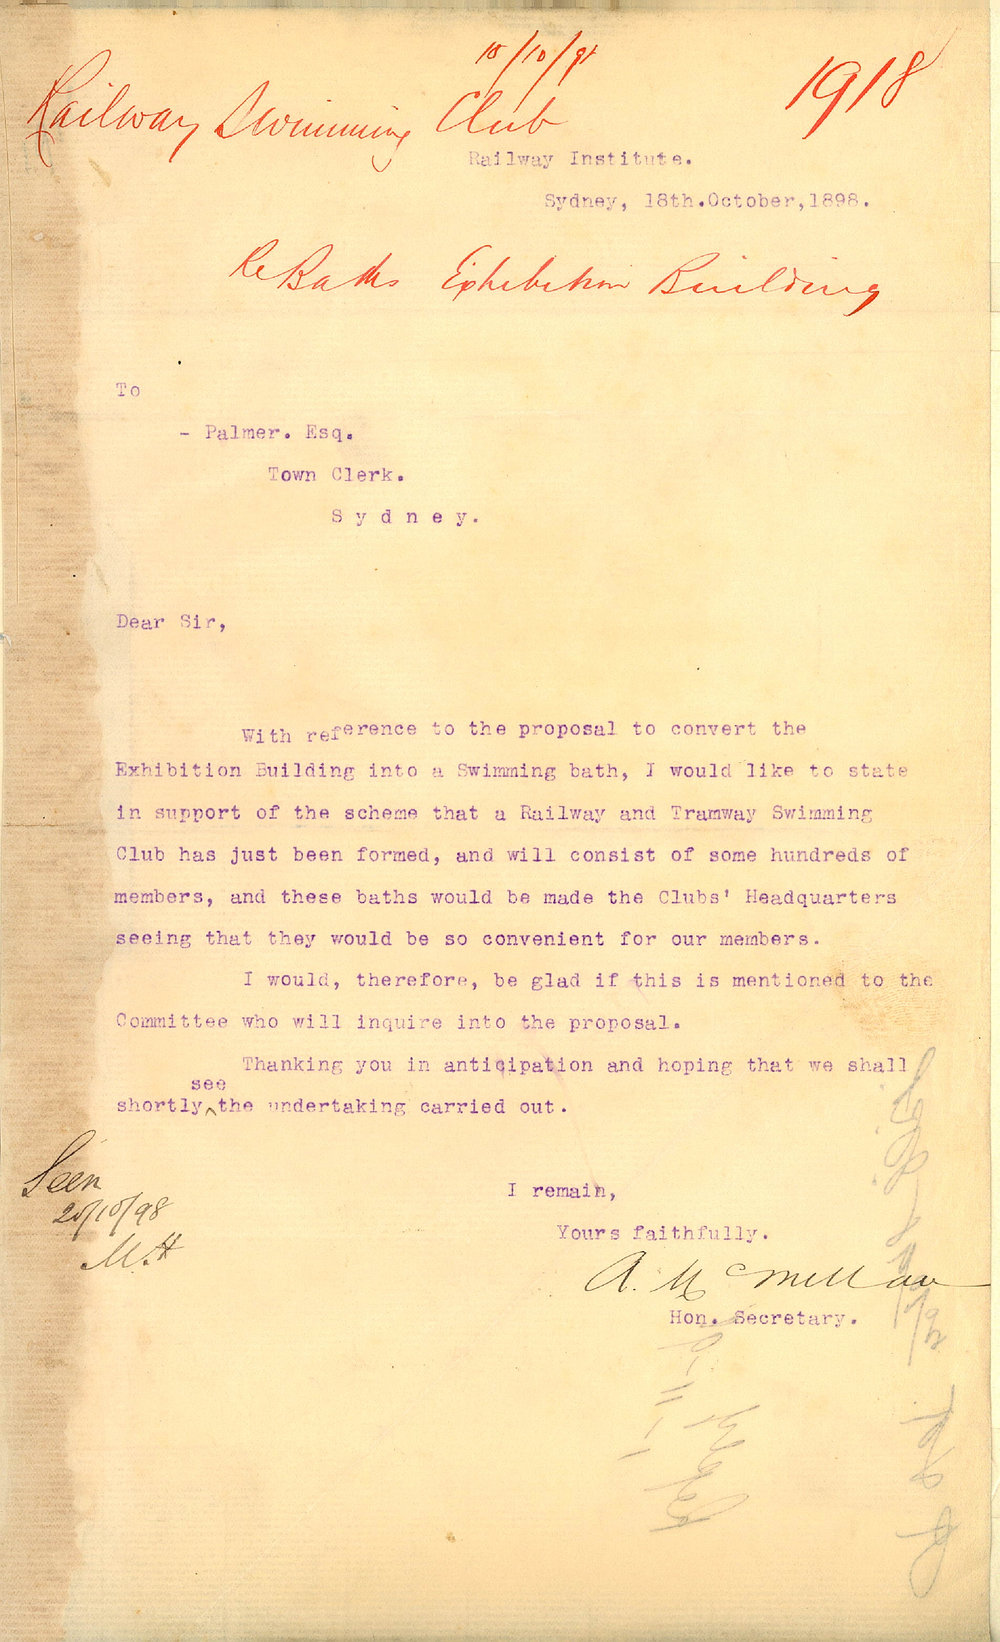 18/10/98
1918
Railway Swimming Club
Railway Institute.
Sydney, 18th.October,1898.
Re Baths Exhibition Building
To
- Palmer. Esq.
Town Clerk.
S y d n e y.
Dear Sir,
With reference to the proposal to convert the
Exhibition Building into a Swimming bath, I would like to state
in support of the scheme that a Railway and Tramway Swimming
Club has just been formed, and will consist of some hundreds of
members, and these baths would be made the Clubs' Headquarters
seeing that they would be so convenient for our members.
I would, therefore, be glad if this is mentioned to the
Committee who will inquire into the proposal.
Thanking you in anticipation and hoping that we shall
see
shortly^the undertaking carried out.
I remain,
Yours faithfully.
A. McMillan
Hon. Secretary.
Seen
20/10/98
M.H